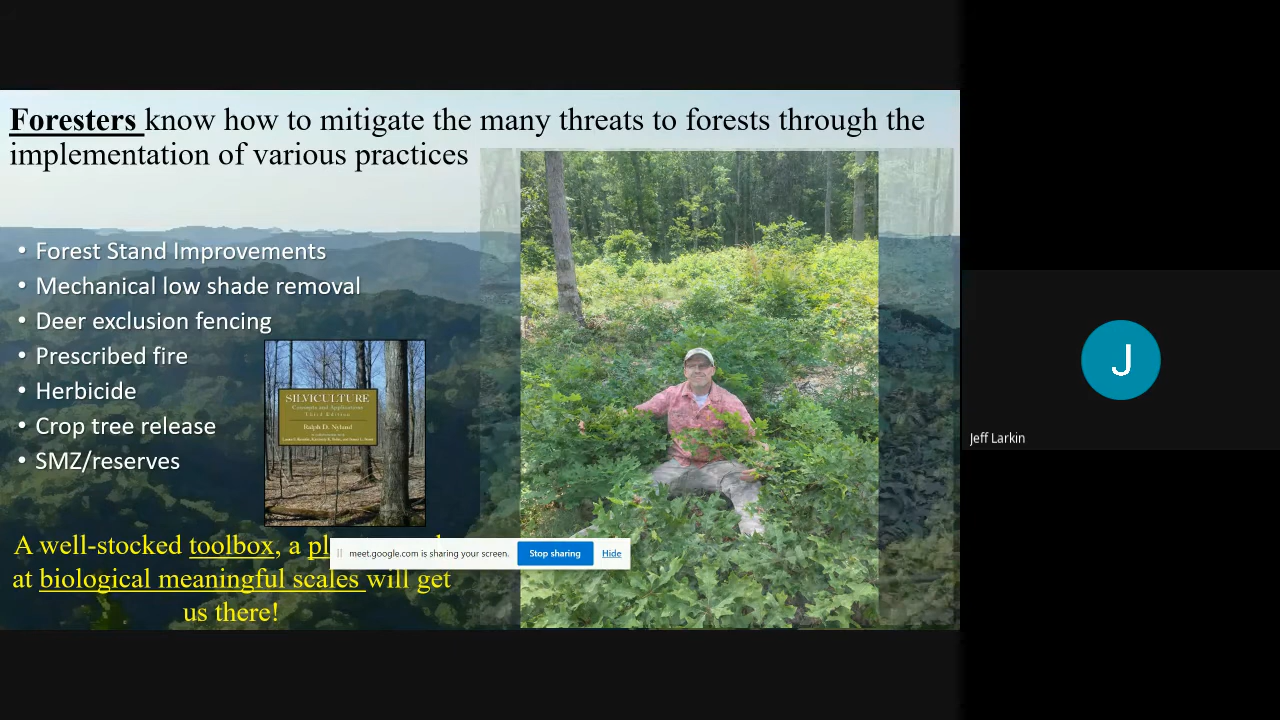 Foresters know how to mitigate the many threats to forests through the
implementation of various practices
• Forest Stand Improvements
• Mechanical low shade removal
• Deer exclusion fencing
• Prescribed fire
• Herbicide
• Crop tree release
• SMZ/reserves
SILVICULTURE
Concepts and Applications
Third Edition
Ralph D. Nyland
A well-stocked toolbox, a
at biological meaningful scales will get
us there!
meet.google.com is sharing your screen.
Stop sharing
Hide
J
Jeff Larkin